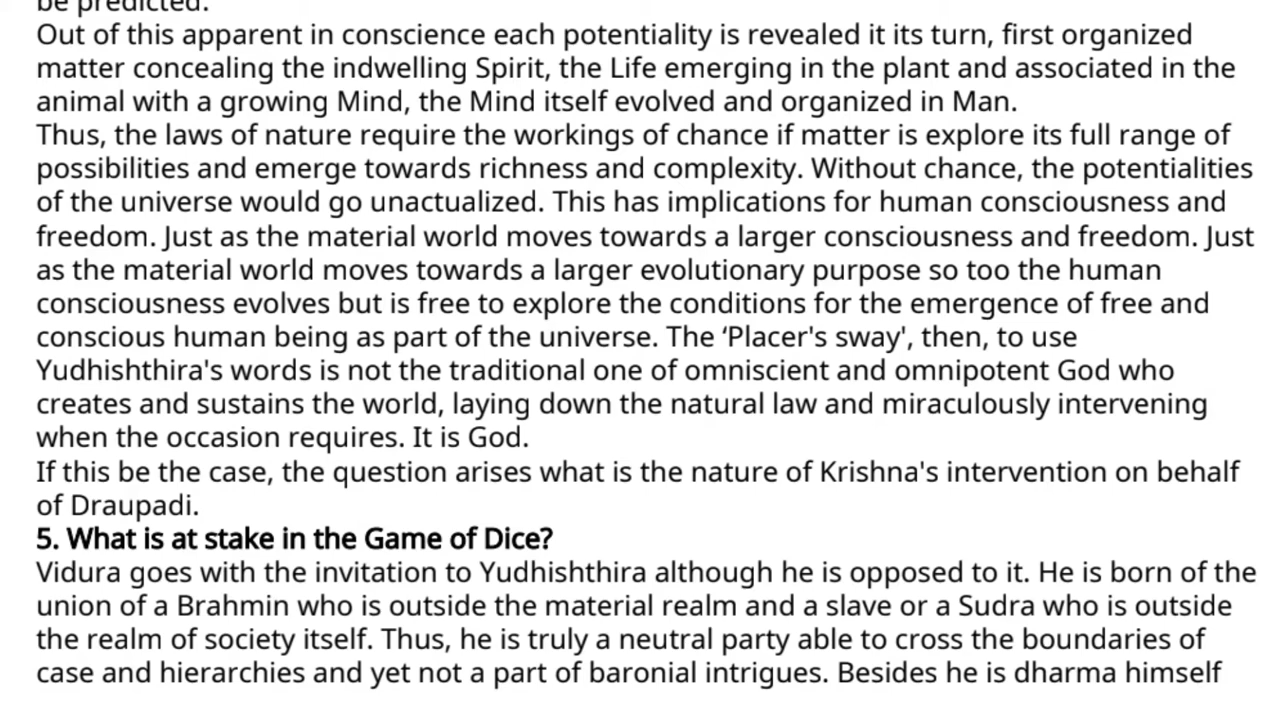 be predicted.
Out of this apparent in conscience each potentiality is revealed it its turn, first organized
matter concealing the indwelling Spirit, the Life emerging in the plant and associated in the
animal with a growing Mind, the Mind itself evolved and organized in Man.
Thus, the laws of nature require the workings of chance if matter is explore its full range of
possibilities and emerge towards richness and complexity. Without chance, the potentialities
of the universe would go unactualized. This has implications for human consciousness and
freedom. Just as the material world moves towards a larger consciousness and freedom. Just
as the material world moves towards a larger evolutionary purpose so too the human
consciousness evolves but is free to explore the conditions for the emergence of free and
conscious human being as part of the universe. The ‘Placer's sway', then, to use
Yudhishthira's words is not the traditional one of omniscient and omnipotent God who
creates and sustains the world, laying down the natural law and miraculously intervening
when the occasion requires. It is God.
If this be the case, the question arises what is the nature of Krishna's intervention on behalf
of Draupadi.
5. What is at stake in the Game of Dice?
Vidura goes with the invitation to Yudhishthira although he is opposed to it. He is born of the
union of a Brahmin who is outside the material realm and a slave or a Sudra who is outside
the realm of society itself. Thus, he is truly a neutral party able to cross the boundaries of
case and hierarchies and yet not a part of baronial intrigues. Besides he is dharma himself